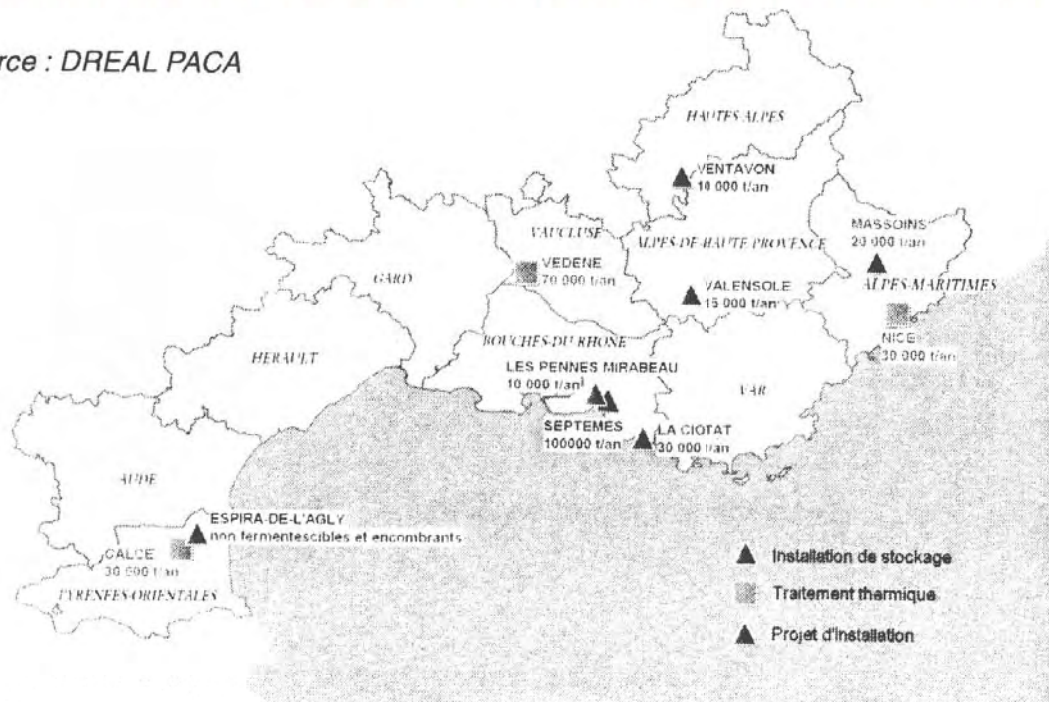 rce : DREAL PACA
HAUTES-ALPES
VENTAVON
10 000 t/an
MASSOINS
20 000 t/an
VAUCLUSE
ALPES-DE-HAUTE PROVENCE
VEDENE
70 000 t/an
GARD
VALENSOLE
15 000 t/an
ALPES-MARITIMES
NICE
30 000 t/an
HERAULT
BOUCHES-DU-RHONE
LES PENNES MIRABEAU
10 000 t/an
VAR
SEPTEMES
100000 t/an
LA CIOTAT
30 000 t/an
AUDE
ESPIRA-DE-L'AGLY
non fermentescibles et encombrants
CALCE
t/an
PYRENEES-ORIENTALES
Installation de stockage
Traitement thermique
Projet d'installation